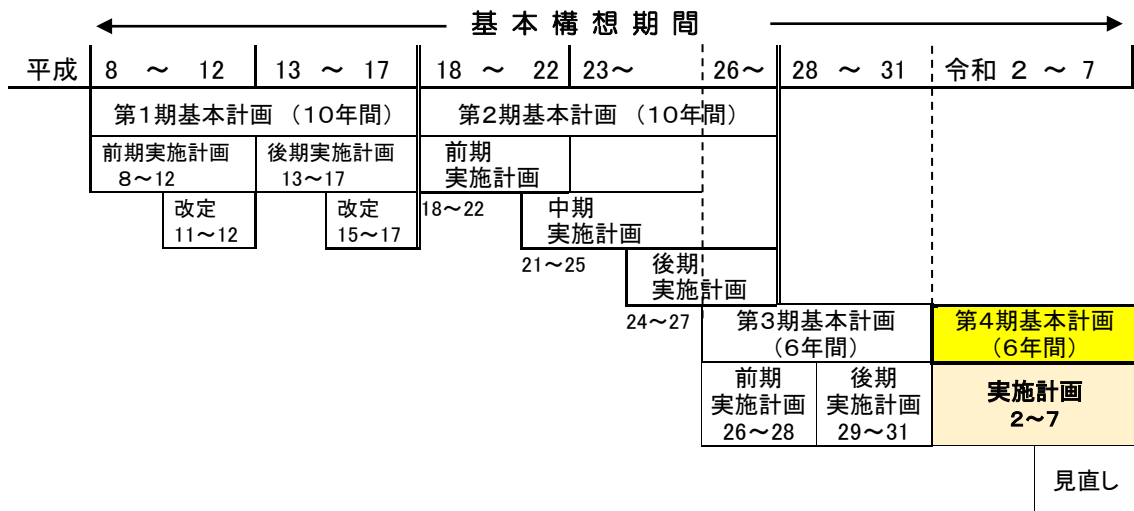 基本構想期間
平成 8 ～ 12 13 ～ 17 18 ～ 22 23～ 26～ 28 ～ 31 令和 2 ～ 7
第1期基本計画 (10年間) 第2期基本計画 (10年間)
前期実施計画
8～12
後期実施計画
13～17
前期
実施計画
18～22
改定
11～12
改定
15～17
中期
実施計画
21～25
後期
実施計画
24～27
第3期基本計画
(6年間)
第4期基本計画
(6年間)
前期
実施計画
26～28
後期
実施計画
29～31
実施計画
2～7
見直し